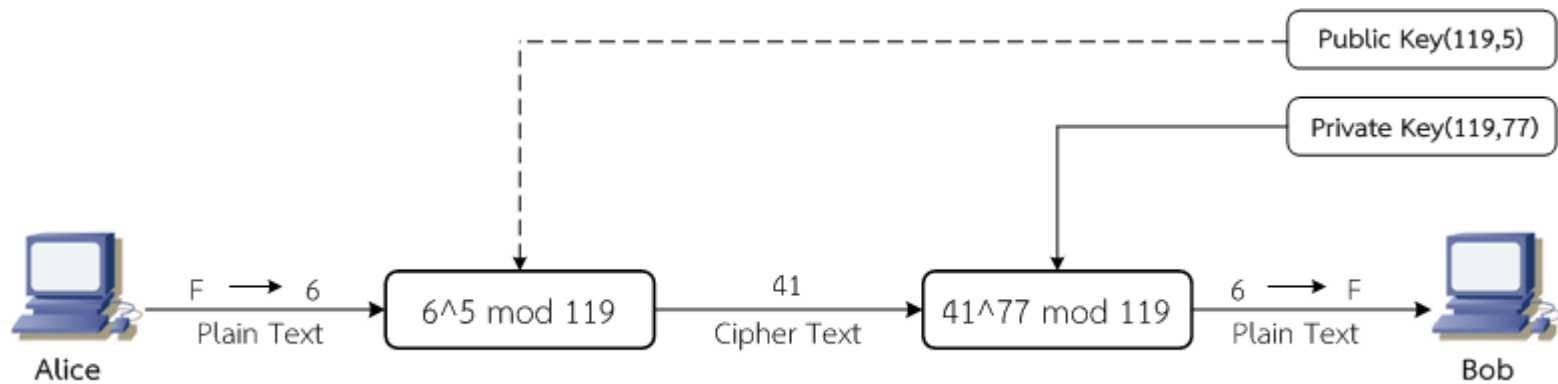 Public Key(119,5)
Private Key(119,77)
F → 6
41
6 → F
6^5 mod 119
41^77 mod 119
Plain Text
Cipher Text
Plain Text
Alice
Bob